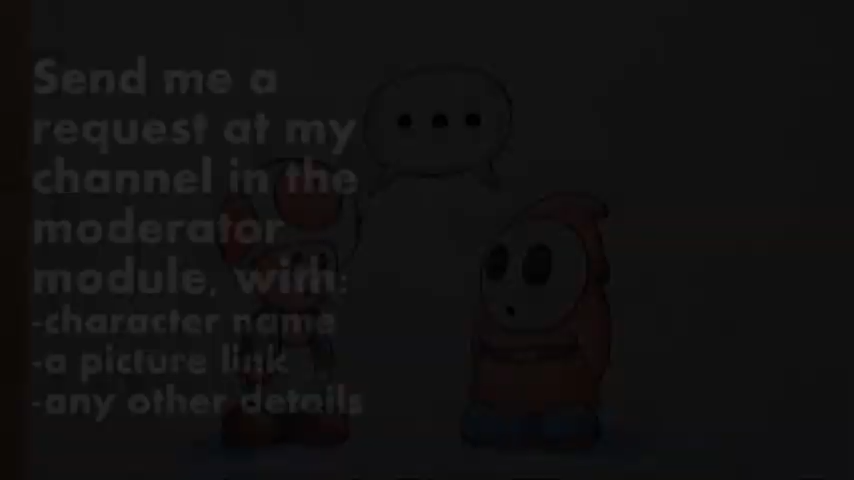 Send me a
request at my
channel in the
moderator
module, with:
-character name
-a picture link
-any other details